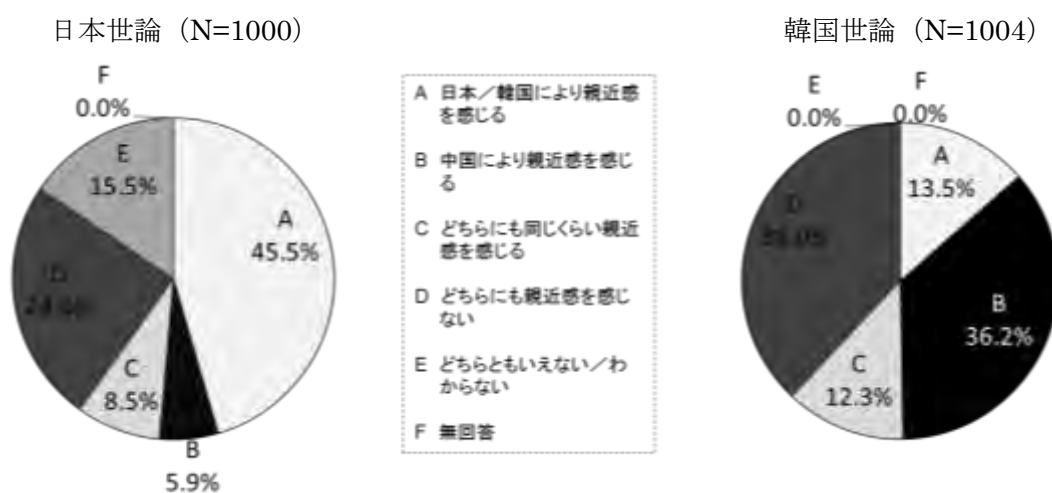 日本世論（N=1000）
韓国世論（N=1004）
F
0.0%
E
15.5%
A
45.5%
D
C
8.5%
B
5.9%
A 日本／韓国により親近感
を感じる
B 中国により親近感を感じ
る
C どちらにも同じくらい親近
感を感じる
D どちらにも親近感を感じ
ない
E どちらともいえない／わ
からない
F 無回答
E
0.0%
F
0.0%
A
13.5%
D
B
36.2%
C
12.3%